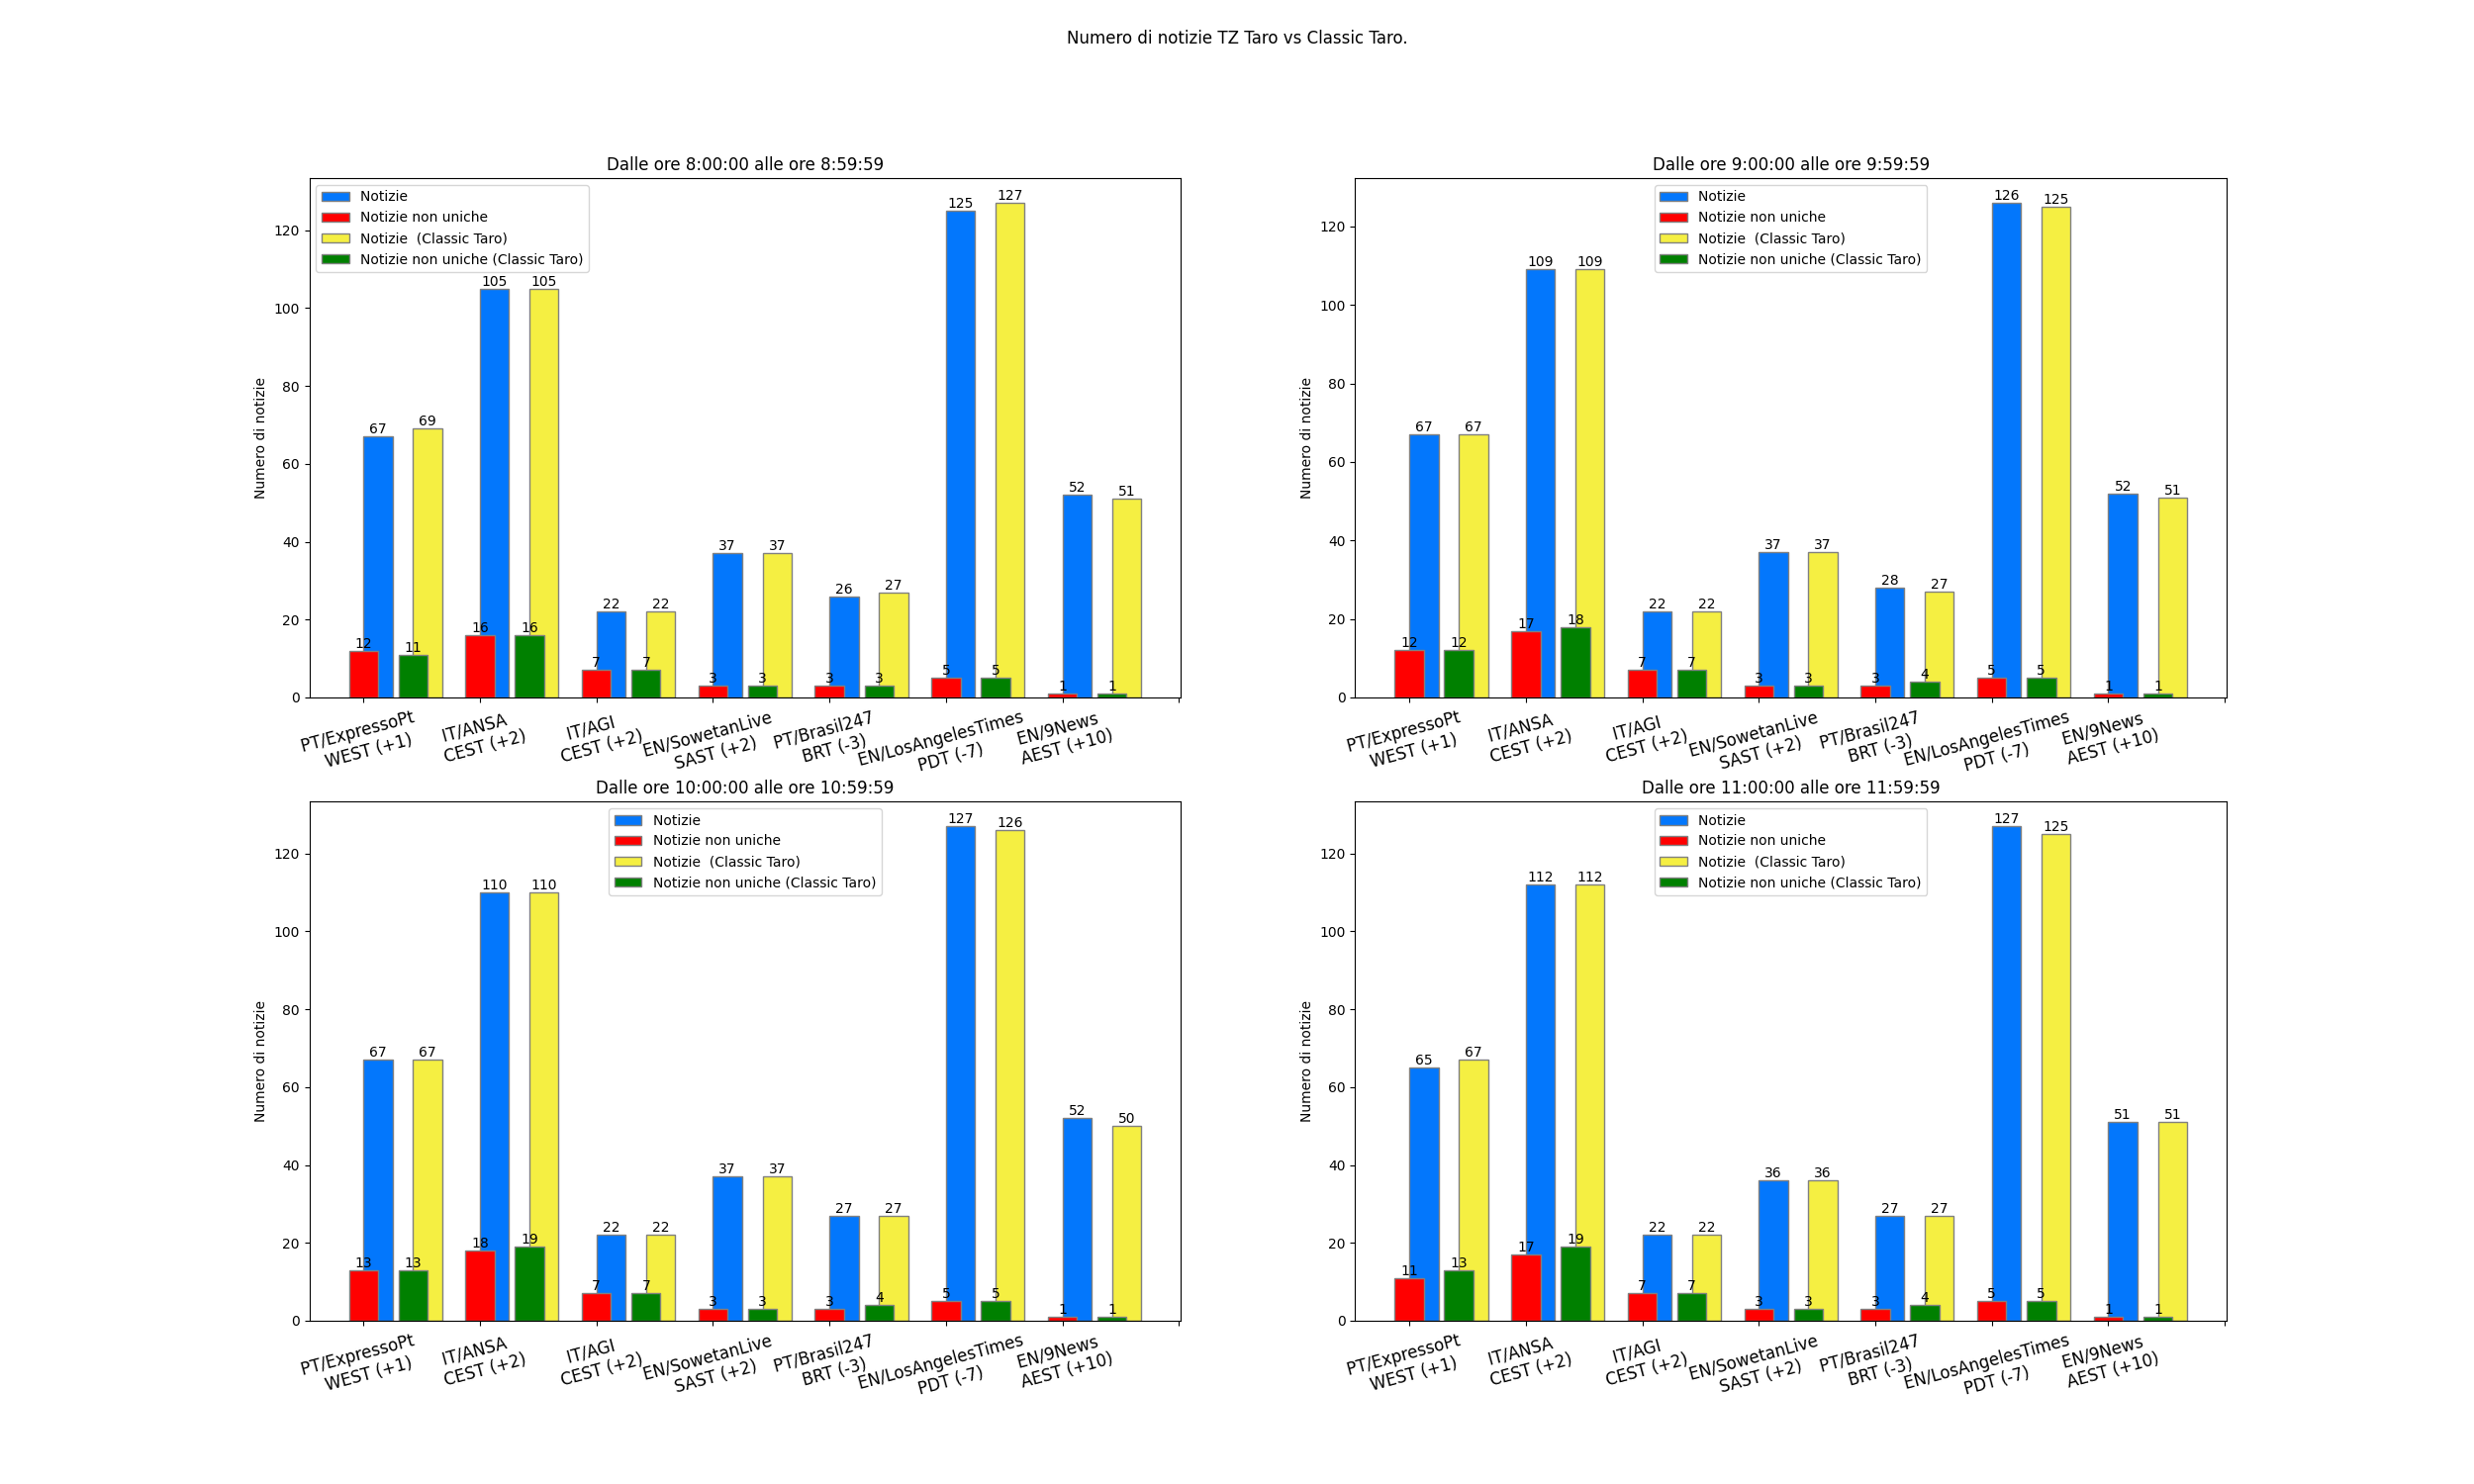 Numero di notizie TZ Taro vs Classic Taro.
Dalle ore 8:00:00 alle ore 8:59:59
Notizie
Notizie non uniche
Notizie  (Classic Taro)
Notizie non uniche (Classic Taro)
Numero di notizie
120
100
80
60
40
20
0
67 69 105 105 22 22 37 37 26 27 125 127 52 51
12 11 16 16 7 7 3 3 3 3 5 5 1 1
PT/ExpressoPt
WEST (+1)
IT/ANSA
CEST (+2)
IT/AGI
CEST (+2)
EN/SowetanLive
SAST (+2)
PT/Brasil247
BRT (-3)
EN/LosAngelesTimes
PDT (-7)
EN/9News
AEST (+10)
Dalle ore 9:00:00 alle ore 9:59:59
Notizie
Notizie non uniche
Notizie  (Classic Taro)
Notizie non uniche (Classic Taro)
Numero di notizie
120
100
80
60
40
20
0
67 67 109 109 22 22 37 37 28 27 126 125 52 51
12 12 17 18 7 7 3 3 3 4 5 5 1 1
PT/ExpressoPt
WEST (+1)
IT/ANSA
CEST (+2)
IT/AGI
CEST (+2)
EN/SowetanLive
SAST (+2)
PT/Brasil247
BRT (-3)
EN/LosAngelesTimes
PDT (-7)
EN/9News
AEST (+10)
Dalle ore 10:00:00 alle ore 10:59:59
Notizie
Notizie non uniche
Notizie  (Classic Taro)
Notizie non uniche (Classic Taro)
Numero di notizie
120
100
80
60
40
20
0
67 67 110 110 22 22 37 37 27 27 127 126 52 50
13 13 18 19 7 7 3 3 3 4 5 5 1 1
PT/ExpressoPt
WEST (+1)
IT/ANSA
CEST (+2)
IT/AGI
CEST (+2)
EN/SowetanLive
SAST (+2)
PT/Brasil247
BRT (-3)
EN/LosAngelesTimes
PDT (-7)
EN/9News
AEST (+10)
Dalle ore 11:00:00 alle ore 11:59:59
Notizie
Notizie non uniche
Notizie  (Classic Taro)
Notizie non uniche (Classic Taro)
Numero di notizie
120
100
80
60
40
20
0
65 67 112 112 22 22 36 36 27 27 127 125 51 51
11 13 17 19 7 7 3 3 3 4 5 5 1 1
PT/ExpressoPt
WEST (+1)
IT/ANSA
CEST (+2)
IT/AGI
CEST (+2)
EN/SowetanLive
SAST (+2)
PT/Brasil247
BRT (-3)
EN/LosAngelesTimes
PDT (-7)
EN/9News
AEST (+10)